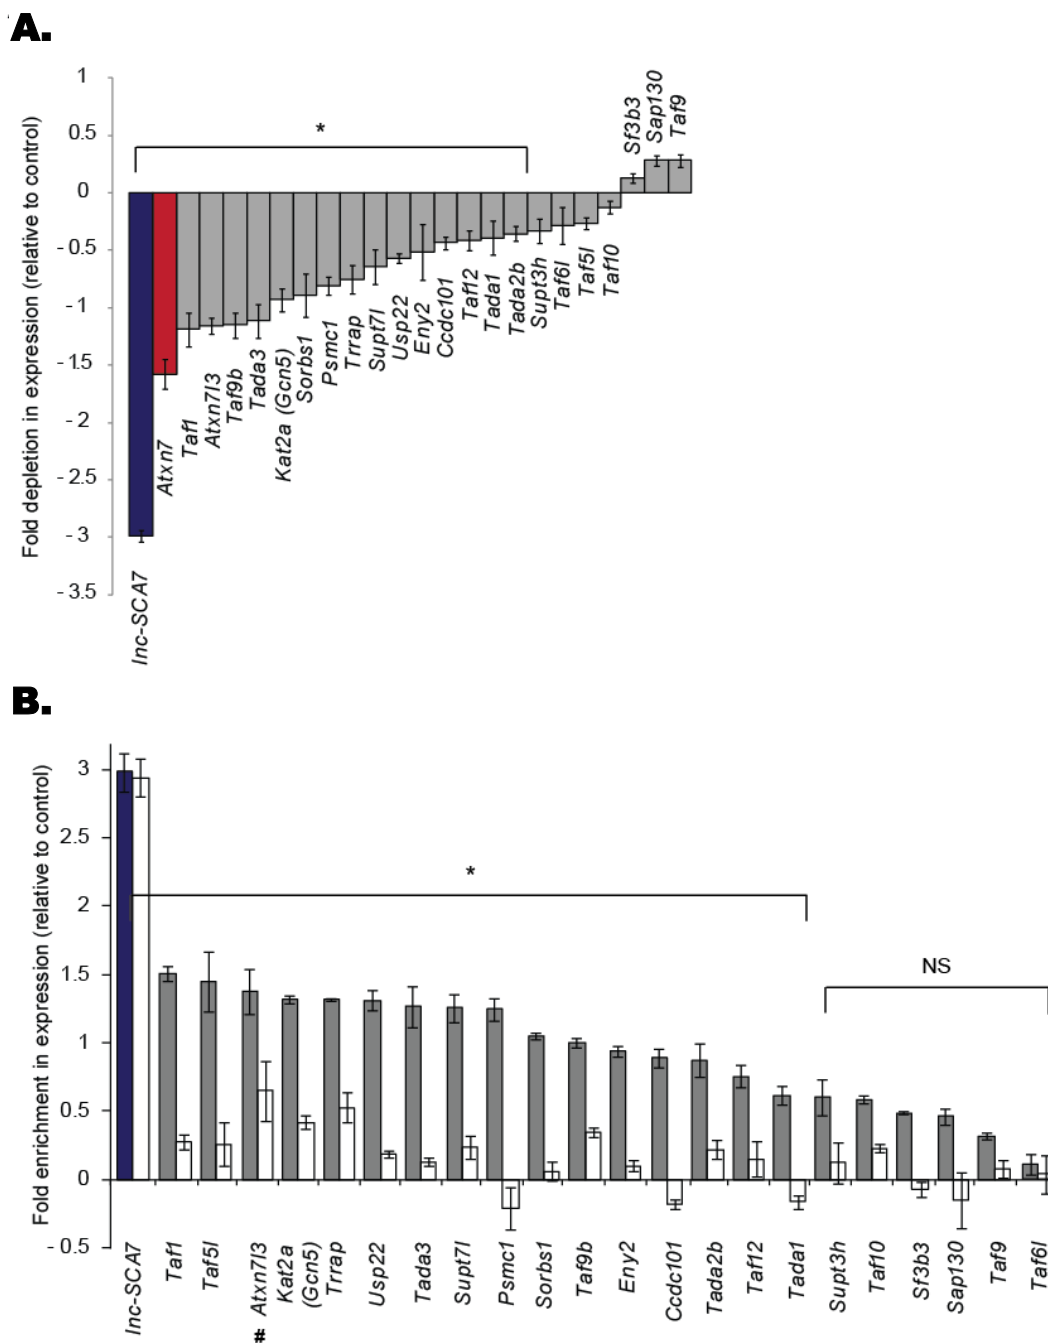 A.
Fold depletion in expression (relative to control)
1
0.5
0
-0.5
-1
-1.5
-2
-2.5
-3
-3.5
*
lnc-SCA7
Atxn7
Taf1
Atxn7l3
Taf9b
Tada3
Kat2a (Gcn5)
Sorbs1
Psmc1
Trrap
Supt7l
Usp22
Eny2
Ccdc101
Taf12
Tada1
Tada2b
Supt3h
Taf6l
Taf5l
Taf10
Sf3b3
Sap130
Taf9
B.
Fold enrichment in expression (relative to control)
3
2.5
2
1.5
1
0.5
0
-0.5
*
NS
lnc-SCA7
Taf1
Taf5l
Atxn7l3
#
Kat2a
(Gcn5)
Trrap
Usp22
Tada3
Supt7l
Psmc1
Sorbs1
Taf9b
Eny2
Ccdc101
Tada2b
Taf12
Tada1
Supt3h
Taf10
Sf3b3
Sap130
Taf9
Taf6l